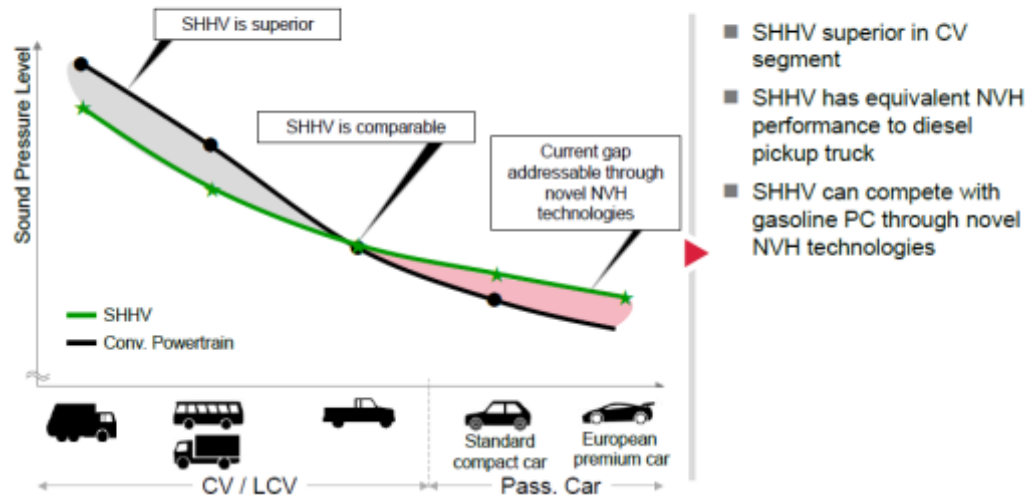 SHHV is superior
SHHV is comparable
Current gap
addressable through
novel NVH
technologies
Sound Pressure Level
SHHV
Conv. Powertrain
Standard
compact car
European
premium car
CV / LCV
Pass. Car
SHHV superior in CV
segment
SHHV has equivalent NVH
performance to diesel
pickup truck
SHHV can compete with
gasoline PC through novel
NVH technologies